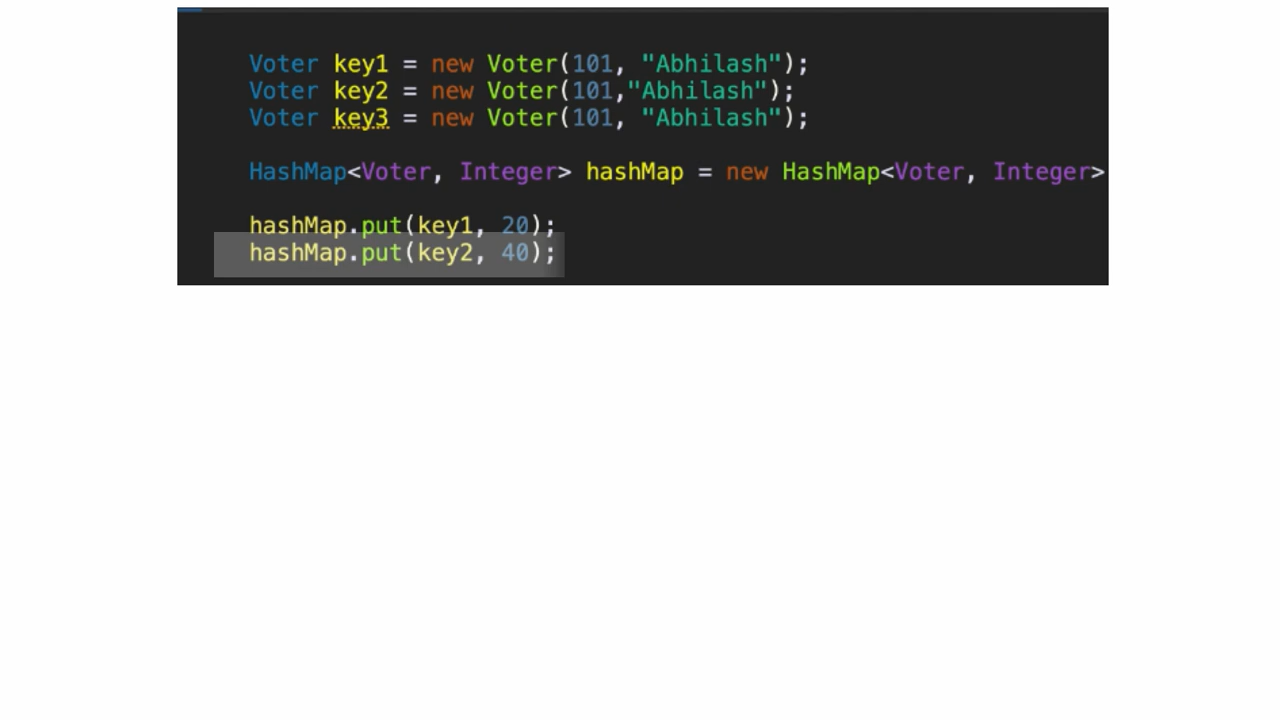 Voter key1 = new Voter(101, "Abhilash");
Voter key2 = new Voter(101,"Abhilash");
Voter key3 = new Voter(101, "Abhilash");
HashMap<Voter, Integer> hashMap = new HashMap<Voter, Integer>
hashMap.put(key1, 20);
hashMap.put(key2, 40);